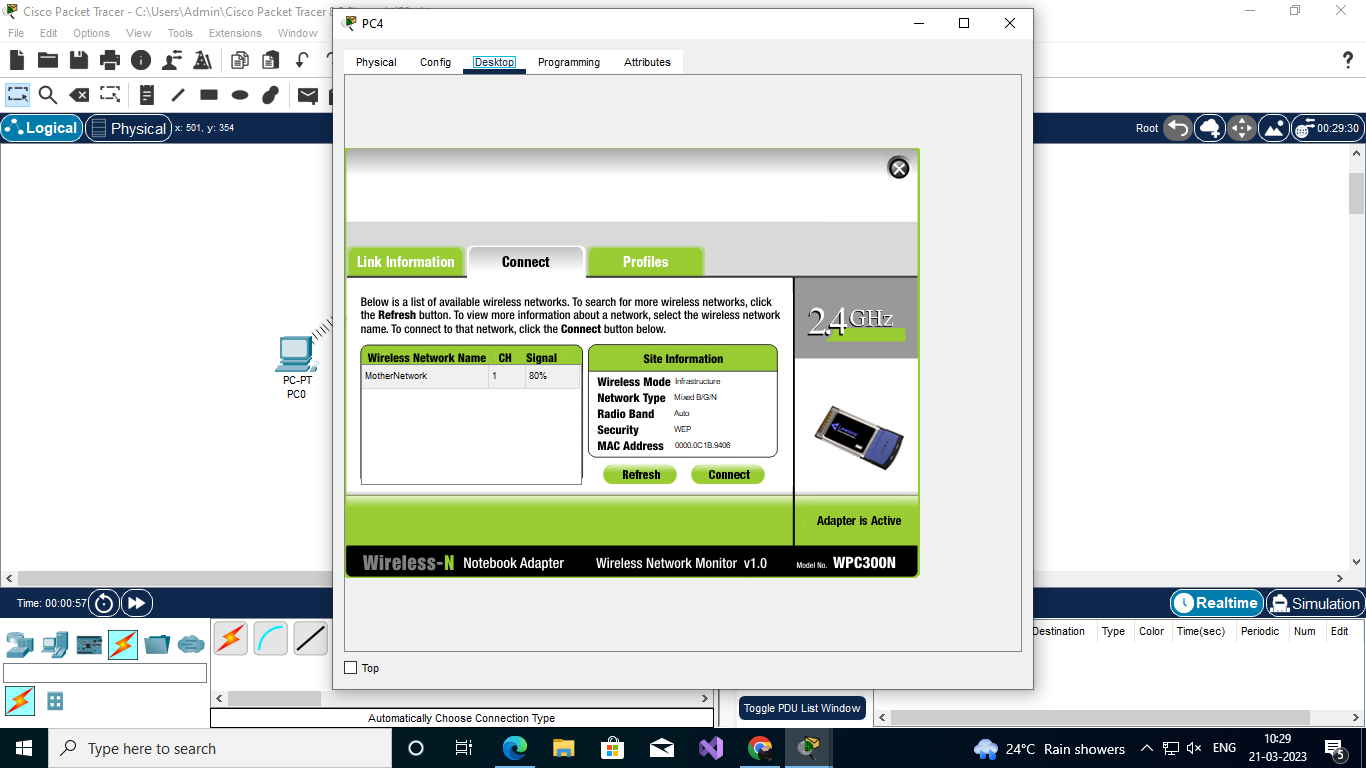 Cisco Packet Tracer - C:\Users\Admin\Cisco Packet Tracer
PC4
File Edit Options View Tools Extensions Window
Physical Config Desktop Programming Attributes
Logical
Physical
x: 501, y: 354
Root
00:29:30
Link Information
Connect
Profiles
Below is a list of available wireless networks. To search for more wireless networks, click
the Refresh button. To view more information about a network, select the wireless network
name. To connect to that network, click the Connect button below.
2.4GHz
Wireless Network Name CH Signal
MotherNetwork 1 80%
Site Information
Wireless Mode Infrastructure
Network Type Mixed B/G/N
Radio Band Auto
Security WEP
MAC Address 0000.0C1B.9406
Refresh
Connect
PC-PT
PC0
Adapter is Active
Wireless-N Notebook Adapter Wireless Network Monitor v1.0 Model No. WPC300N
Time: 00:00:57
Realtime
Simulation
Destination Type Color Time(sec) Periodic Num Edit
Top
Toggle PDU List Window
Automatically Choose Connection Type
Type here to search
24°C Rain showers
ENG
10:29
21-03-2023
5